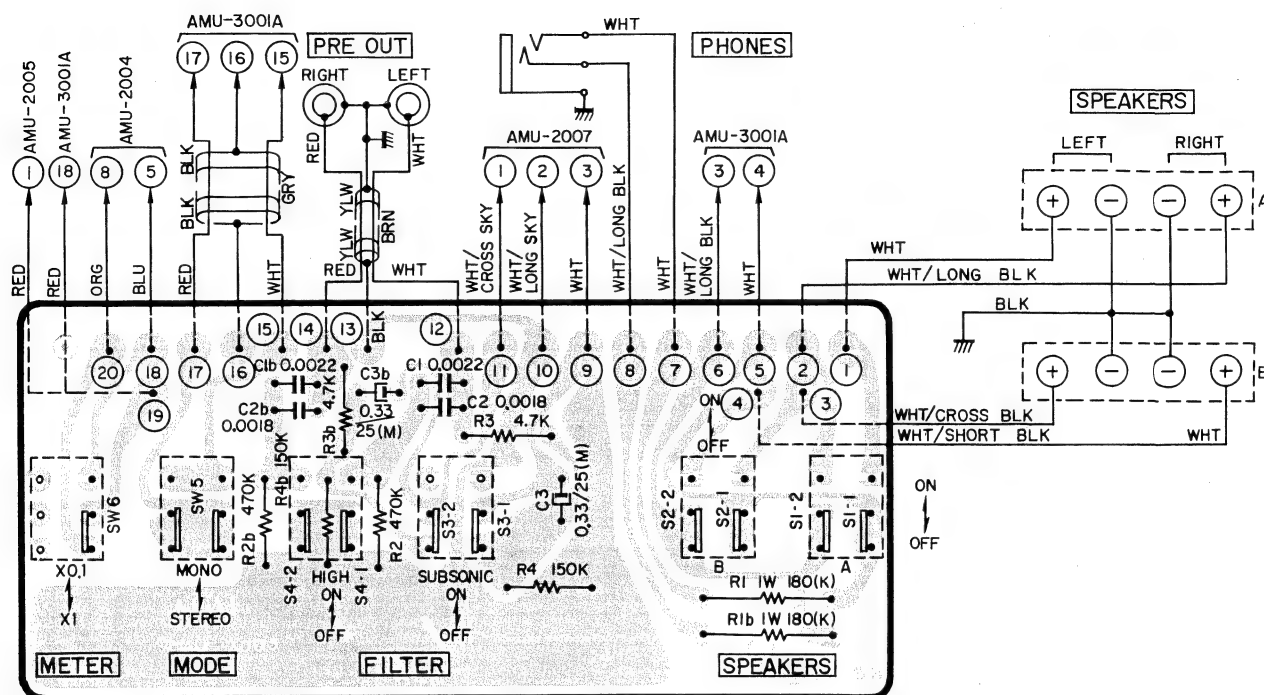 AMU-3001A
17 16 15
PRE OUT
RIGHT LEFT
WHT
PHONES
AMU-2005
AMU-3001A
AMU-2004
1 18 8 5
BLK
BLK
GRY
RED
WHT
YLW YLW
BRN
AMU-2007
1 2 3
AMU-3001A
3 4
SPEAKERS
LEFT RIGHT
+ − − + A
RED
RED
ORG
BLU
RED
WHT
RED
WHT
BLK
WHT/CROSS SKY
WHT/LONG SKY
WHT
WHT/LONG BLK
WHT
WHT/LONG BLK
WHT
WHT
WHT/LONG BLK
BLK
+ − − + B
WHT/CROSS BLK
WHT/SHORT BLK WHT
15 14 13 12
20 18 17 16 11 10 9 8 7 6 5 2 1
19 4 3
C1b 0.0022
C2b 0.0018
4.7K
R3b
C3b
0.33
25(M)
C1 0.0022
C2 0.0018
R3 4.7K
ON
OFF
SW6
SW5
470K
R2b
150K
R4b
470K
R2
S3-2
S3-1
C3
0.33/25(M)
S2-2
S2-1
S1-2
S1-1
ON
OFF
X0.1
X1
MONO
STEREO
S4-2
HIGH
ON
OFF
S4-1
SUBSONIC
ON
OFF
R4 150K
B A
R1 1W 180(K)
R1b 1W 180(K)
METER MODE FILTER SPEAKERS